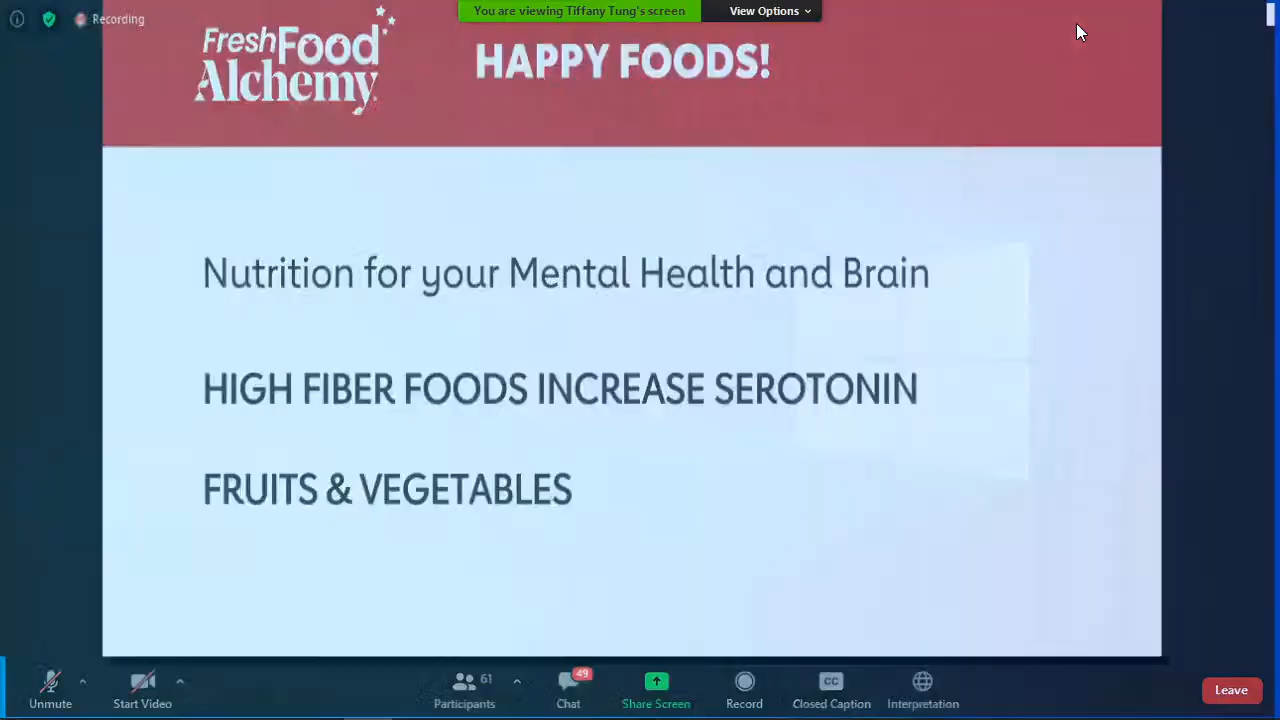 Recording
You are viewing Tiffany Tung's screen
View Options
FreshFood
Alchemy
HAPPY FOODS!
Nutrition for your Mental Health and Brain
HIGH FIBER FOODS INCREASE SEROTONIN
FRUITS & VEGETABLES
Unmute
Start Video
61
Participants
49
Chat
Share Screen
Record
CC
Closed Caption
Interpretation
Leave